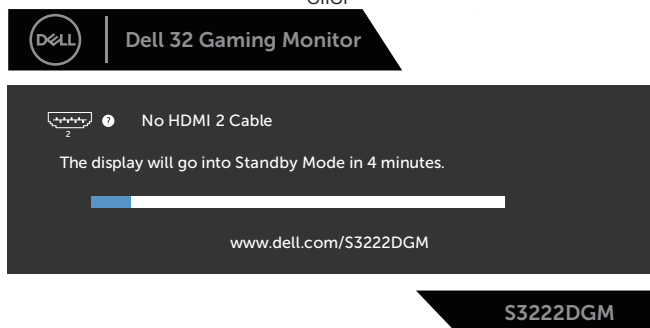 DELL
Dell 32 Gaming Monitor
? No HDMI 2 Cable
2
The display will go into Standby Mode in 4 minutes.
www.dell.com/S3222DGM
S3222DGM